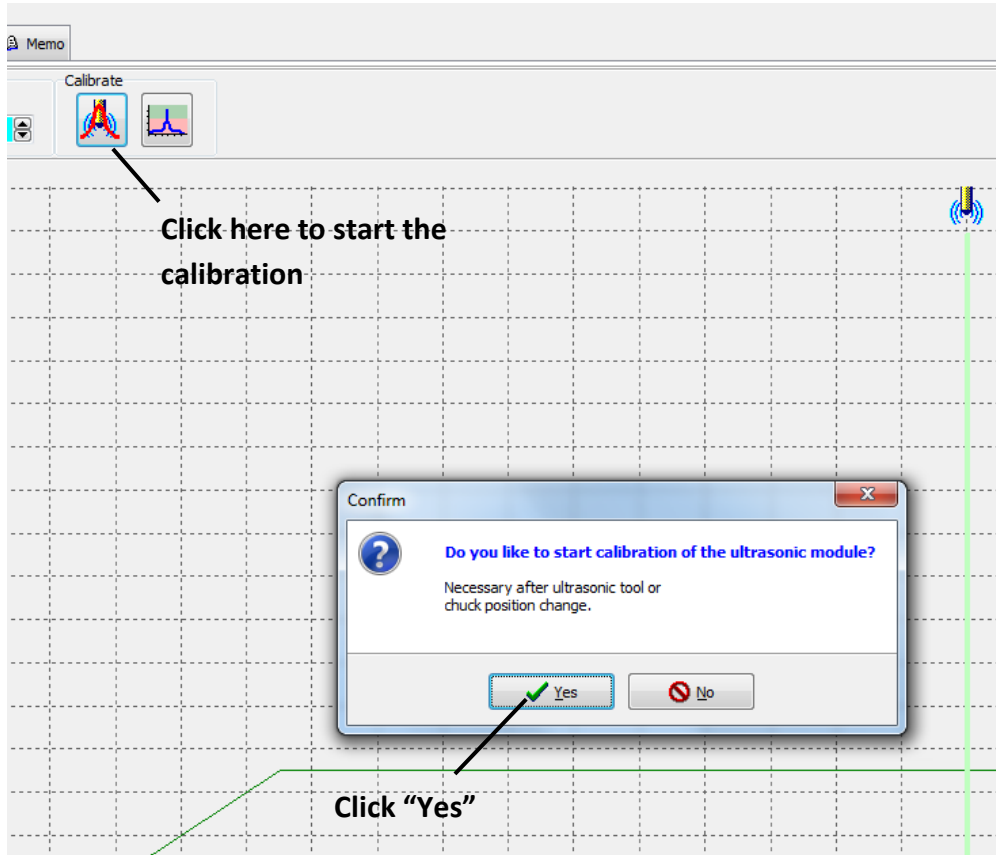 Memo
Calibrate
Click here to start the
calibration
Confirm
Do you like to start calibration of the ultrasonic module?
Necessary after ultrasonic tool or
chuck position change.
Yes
No
Click “Yes”